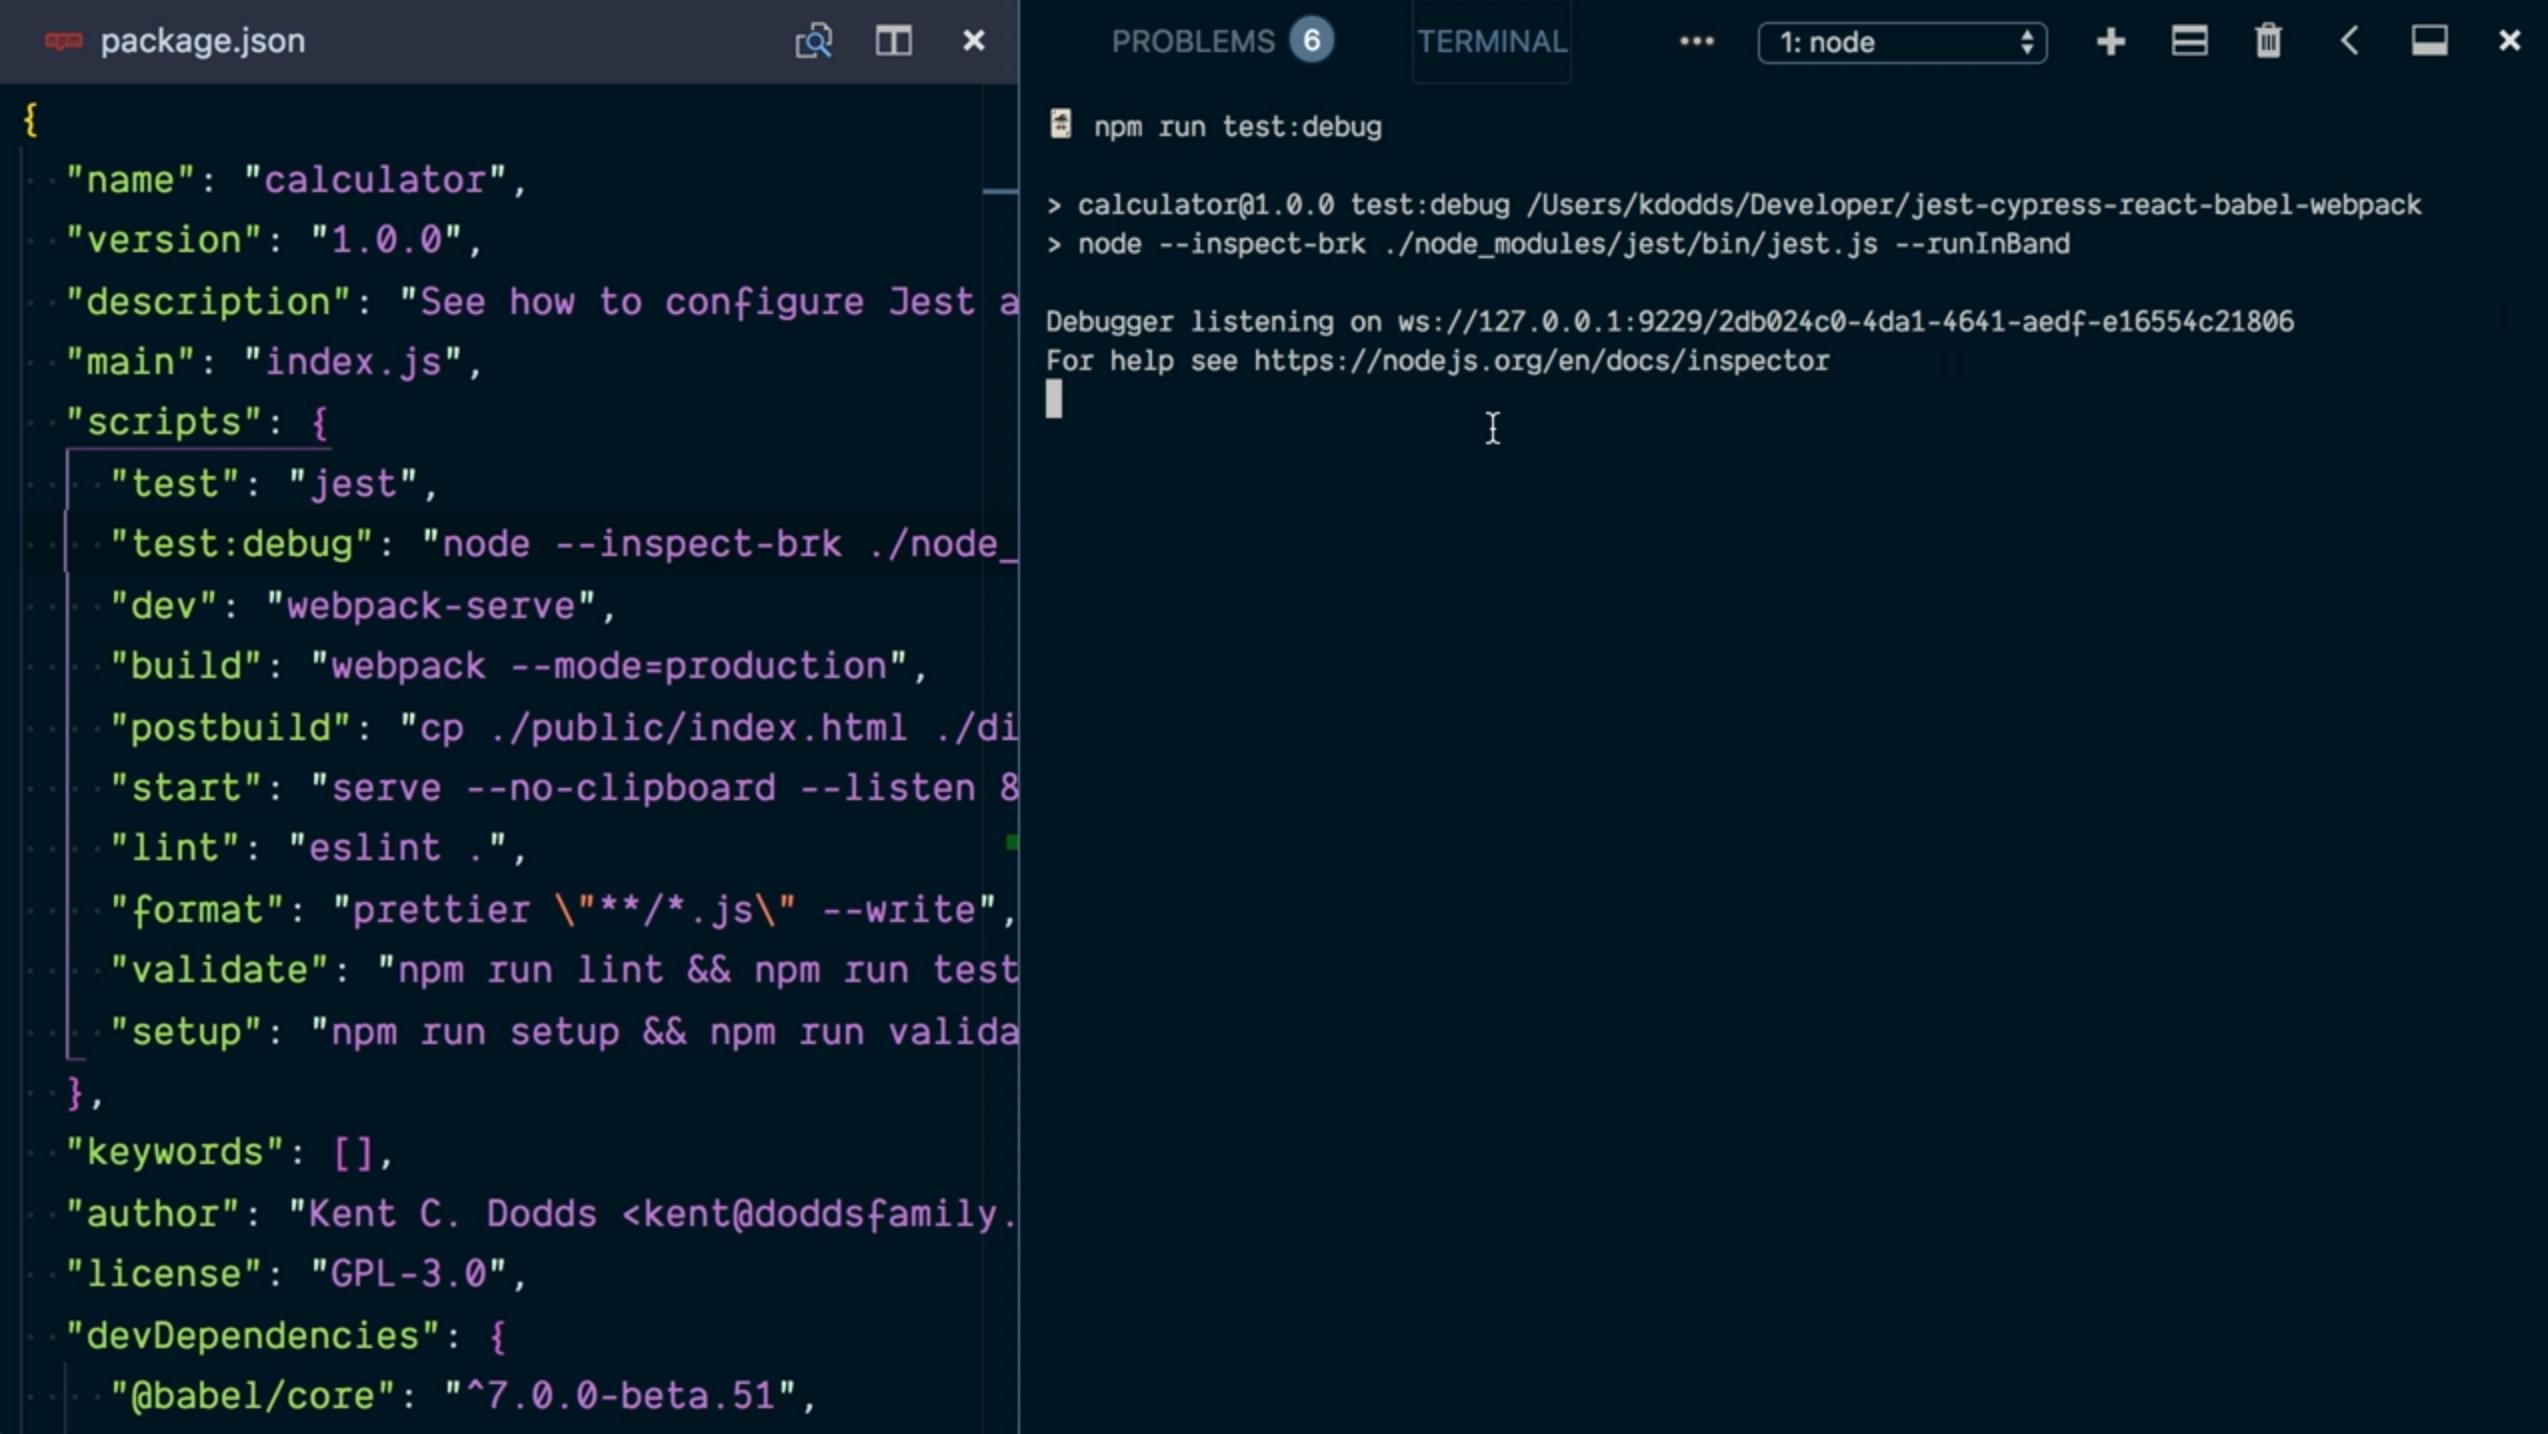 npm package.json
{
"name": "calculator",
"version": "1.0.0",
"description": "See how to configure Jest a
"main": "index.js",
"scripts": {
"test": "jest",
"test:debug": "node --inspect-brk ./node_
"dev": "webpack-serve",
"build": "webpack --mode=production",
"postbuild": "cp ./public/index.html ./di
"start": "serve --no-clipboard --listen 8
"lint": "eslint .",
"format": "prettier \"**/*.js\" --write",
"validate": "npm run lint && npm run test
"setup": "npm run setup && npm run valida
},
"keywords": [],
"author": "Kent C. Dodds <kent@doddsfamily.
"license": "GPL-3.0",
"devDependencies": {
"@babel/core": "^7.0.0-beta.51",
PROBLEMS 6 TERMINAL ••• 1: node
npm run test:debug
> calculator@1.0.0 test:debug /Users/kdodds/Developer/jest-cypress-react-babel-webpack
> node --inspect-brk ./node_modules/jest/bin/jest.js --runInBand
Debugger listening on ws://127.0.0.1:9229/2db024c0-4da1-4641-aedf-e16554c21806
For help see https://nodejs.org/en/docs/inspector